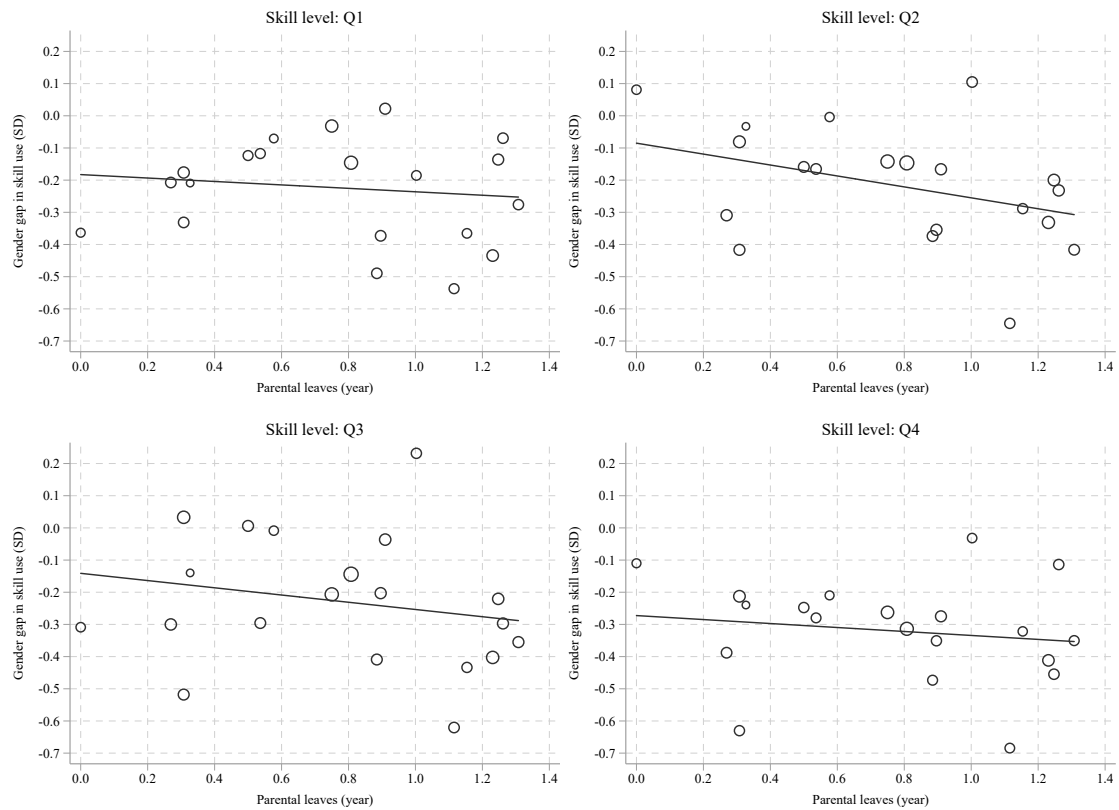 Skill level: Q1
Gender gap in skill use (SD)
0.2
0.1
0.0
-0.1
-0.2
-0.3
-0.4
-0.5
-0.6
-0.7
0.0 0.2 0.4 0.6 0.8 1.0 1.2 1.4
Parental leaves (year)
Skill level: Q2
Gender gap in skill use (SD)
0.2
0.1
0.0
-0.1
-0.2
-0.3
-0.4
-0.5
-0.6
-0.7
0.0 0.2 0.4 0.6 0.8 1.0 1.2 1.4
Parental leaves (year)
Skill level: Q3
Gender gap in skill use (SD)
0.2
0.1
0.0
-0.1
-0.2
-0.3
-0.4
-0.5
-0.6
-0.7
0.0 0.2 0.4 0.6 0.8 1.0 1.2 1.4
Parental leaves (year)
Skill level: Q4
Gender gap in skill use (SD)
0.2
0.1
0.0
-0.1
-0.2
-0.3
-0.4
-0.5
-0.6
-0.7
0.0 0.2 0.4 0.6 0.8 1.0 1.2 1.4
Parental leaves (year)